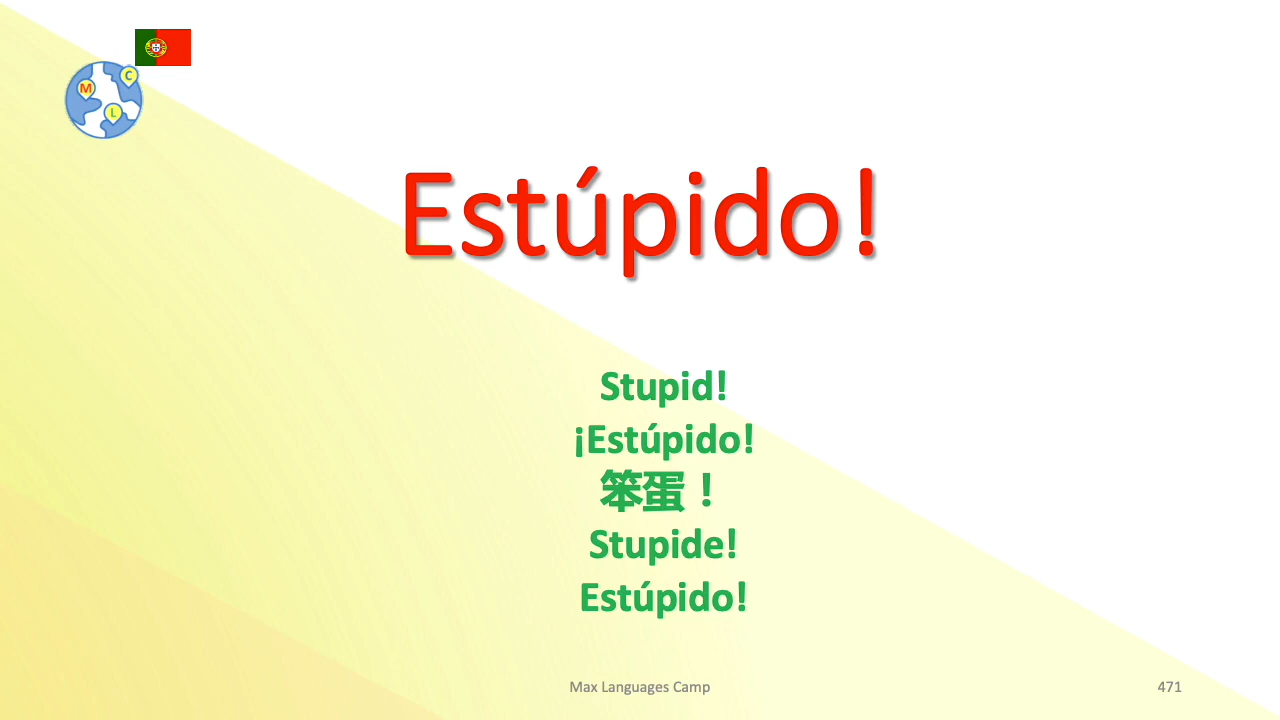 C
M
L
Estúpido!
Stupid!
¡Estúpido!
笨蛋！
Stupide!
Estúpido!
Max Languages Camp
471